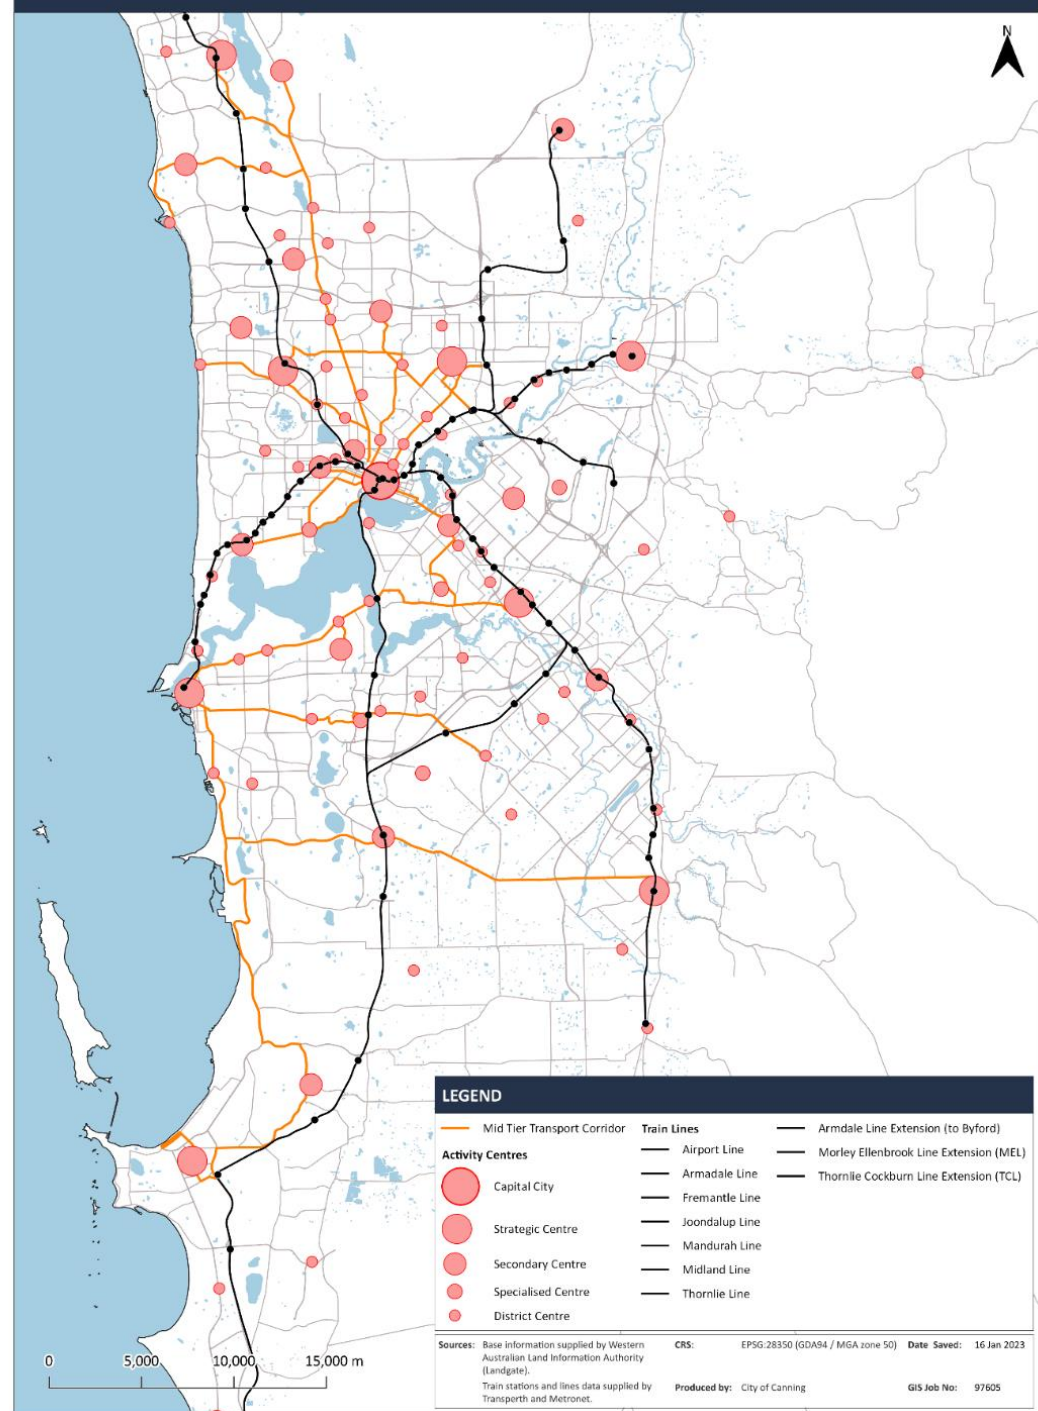 N
LEGEND
Mid Tier Transport Corridor
Activity Centres
Capital City
Strategic Centre
Secondary Centre
Specialised Centre
District Centre
Train Lines
Airport Line
Armadale Line
Fremantle Line
Joondalup Line
Mandurah Line
Midland Line
Thornlie Line
Armdale Line Extension (to Byford)
Morley Ellenbrook Line Extension (MEL)
Thornlie Cockburn Line Extension (TCL)
Sources: Base information supplied by Western
Australian Land Information Authority
(Landgate).
Train stations and lines data supplied by
Transperth and Metronet.
CRS: EPSG:28350 (GDA94 / MGA zone 50)
Date Saved: 16 Jan 2023
Produced by: City of Canning
GIS Job No: 97605
0 5,000 10,000 15,000 m